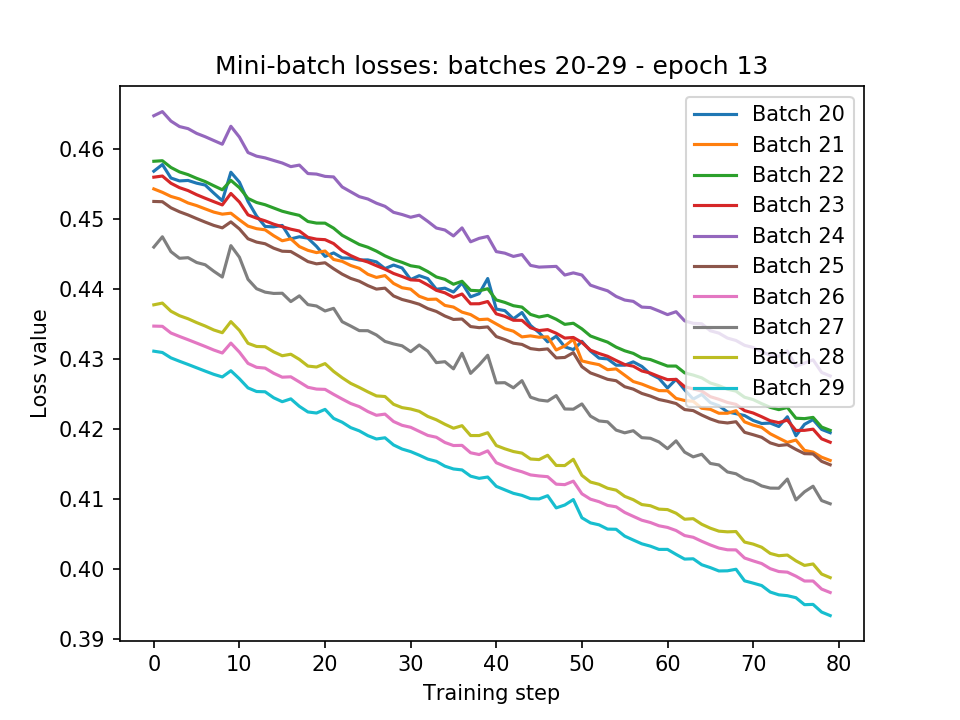 Mini-batch losses: batches 20-29 - epoch 13
Loss value
0.46
0.45
0.44
0.43
0.42
0.41
0.40
0.39
Batch 20
Batch 21
Batch 22
Batch 23
Batch 24
Batch 25
Batch 26
Batch 27
Batch 28
Batch 29
0 10 20 30 40 50 60 70 80
Training step